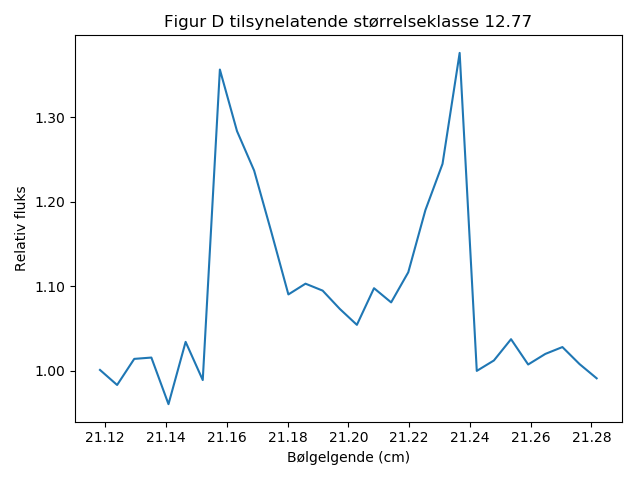 Figur D tilsynelatende størrelseklasse 12.77
1.30
1.20
1.10
1.00
Relativ fluks
21.12 21.14 21.16 21.18 21.20 21.22 21.24 21.26 21.28
Bølgelgende (cm)